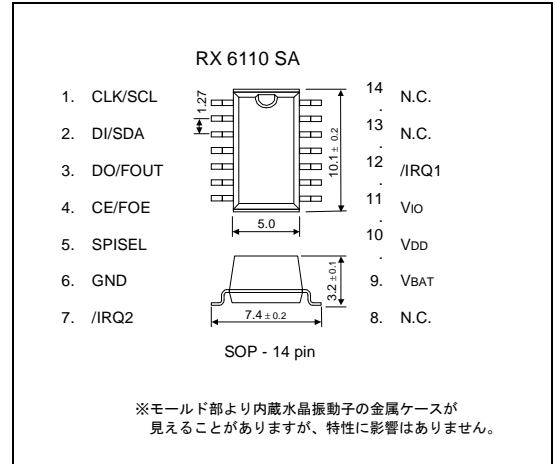 RX 6110 SA
1. CLK/SCL
2. DI/SDA
3. DO/FOUT
4. CE/FOE
5. SPISEL
6. GND
7. /IRQ2
1.27
10.1 ± 0.2
5.0
3.2 ±0.1
7.4 ±0.2
14. N.C.
13. N.C.
12. /IRQ1
11. VIO
10. VDD
9. VBAT
8. N.C.
SOP - 14 pin
※モールド部より内蔵水晶振動子の金属ケースが
見えることがありますが、特性に影響はありません。